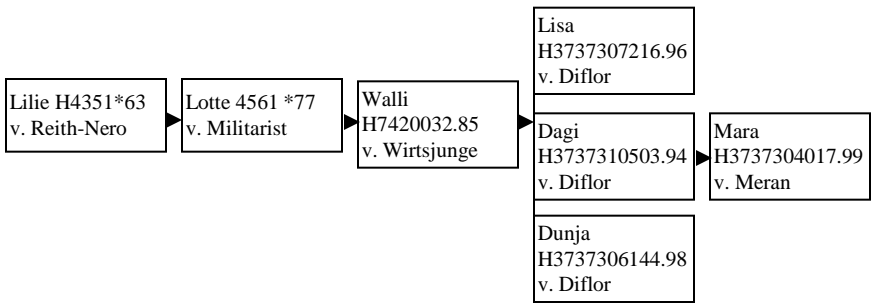 Lilie H4351*63
v. Reith-Nero
Lotte 4561 *77
v. Militarist
Walli
H7420032.85
v. Wirtsjunge
Lisa
H3737307216.96
v. Diflor
Dagi
H3737310503.94
v. Diflor
Dunja
H3737306144.98
v. Diflor
Mara
H3737304017.99
v. Meran